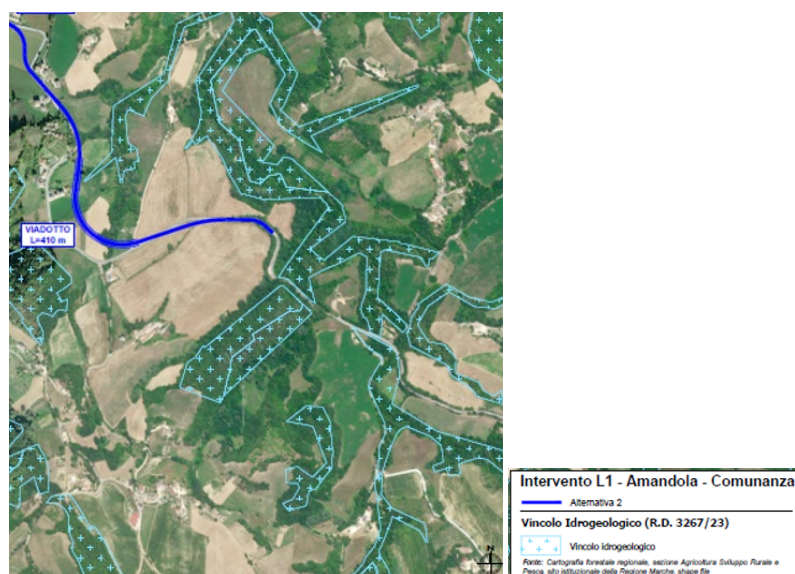 VIADOTTO
L=410 m
N
Intervento L1 - Amandola - Comunanza
Alternativa 2
Vincolo Idrogeologico (R.D. 3267/23)
Vincolo idrogeologico
Fonte: Cartografia forestale regionale, sezione Agricoltura Sviluppo Rurale e
Pesca, sito istituzionale della Regione Marche, shape file